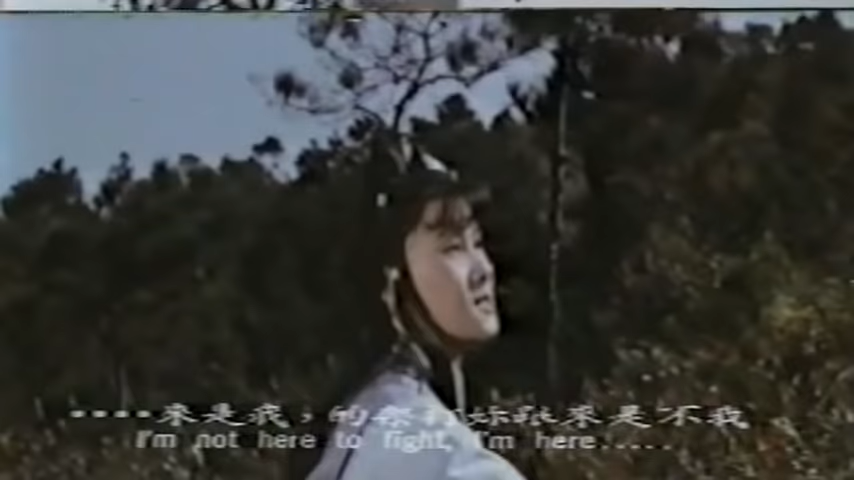 我不是來跟妳打架的，我是來····
I'm not here to fight, I'm here......